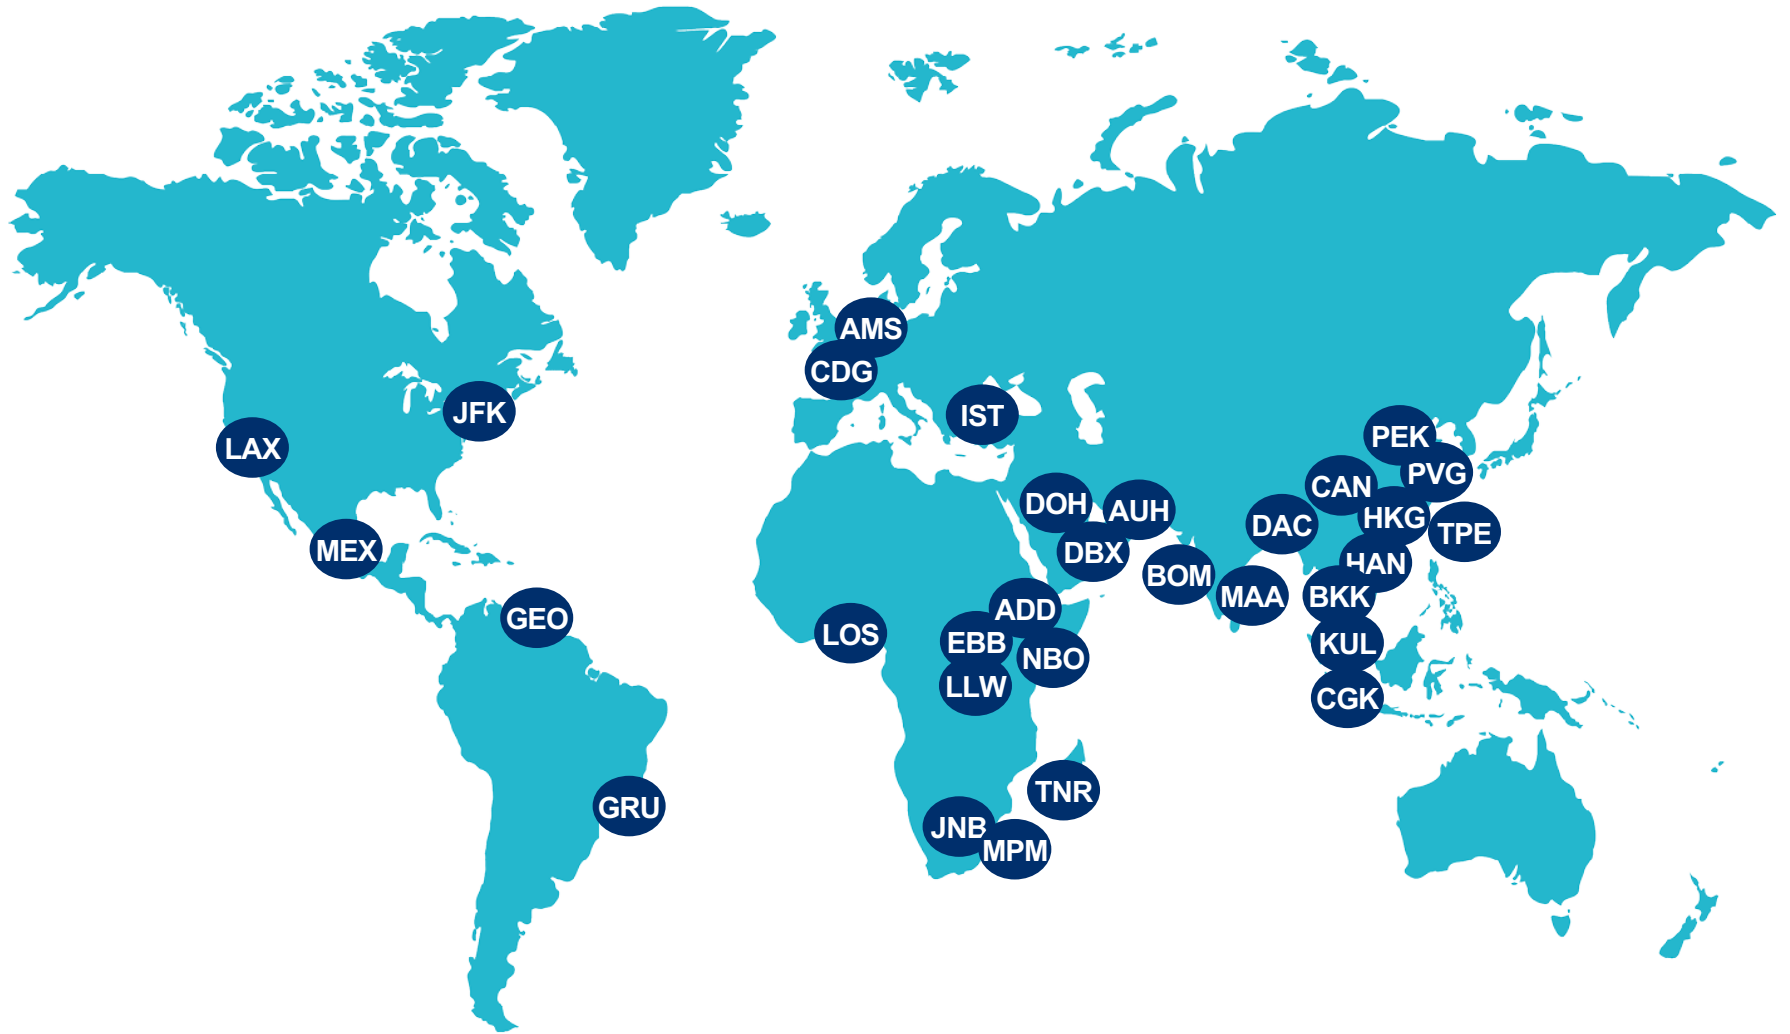 AMS
CDG
JFK
IST
LAX
PEK
PVG
CAN
DOH
AUH
HKG
DAC
TPE
MEX
DBX
HAN
BOM
MAA
BKK
ADD
GEO
LOS
EBB
KUL
NBO
LLW
CGK
TNR
GRU
JNB
MPM